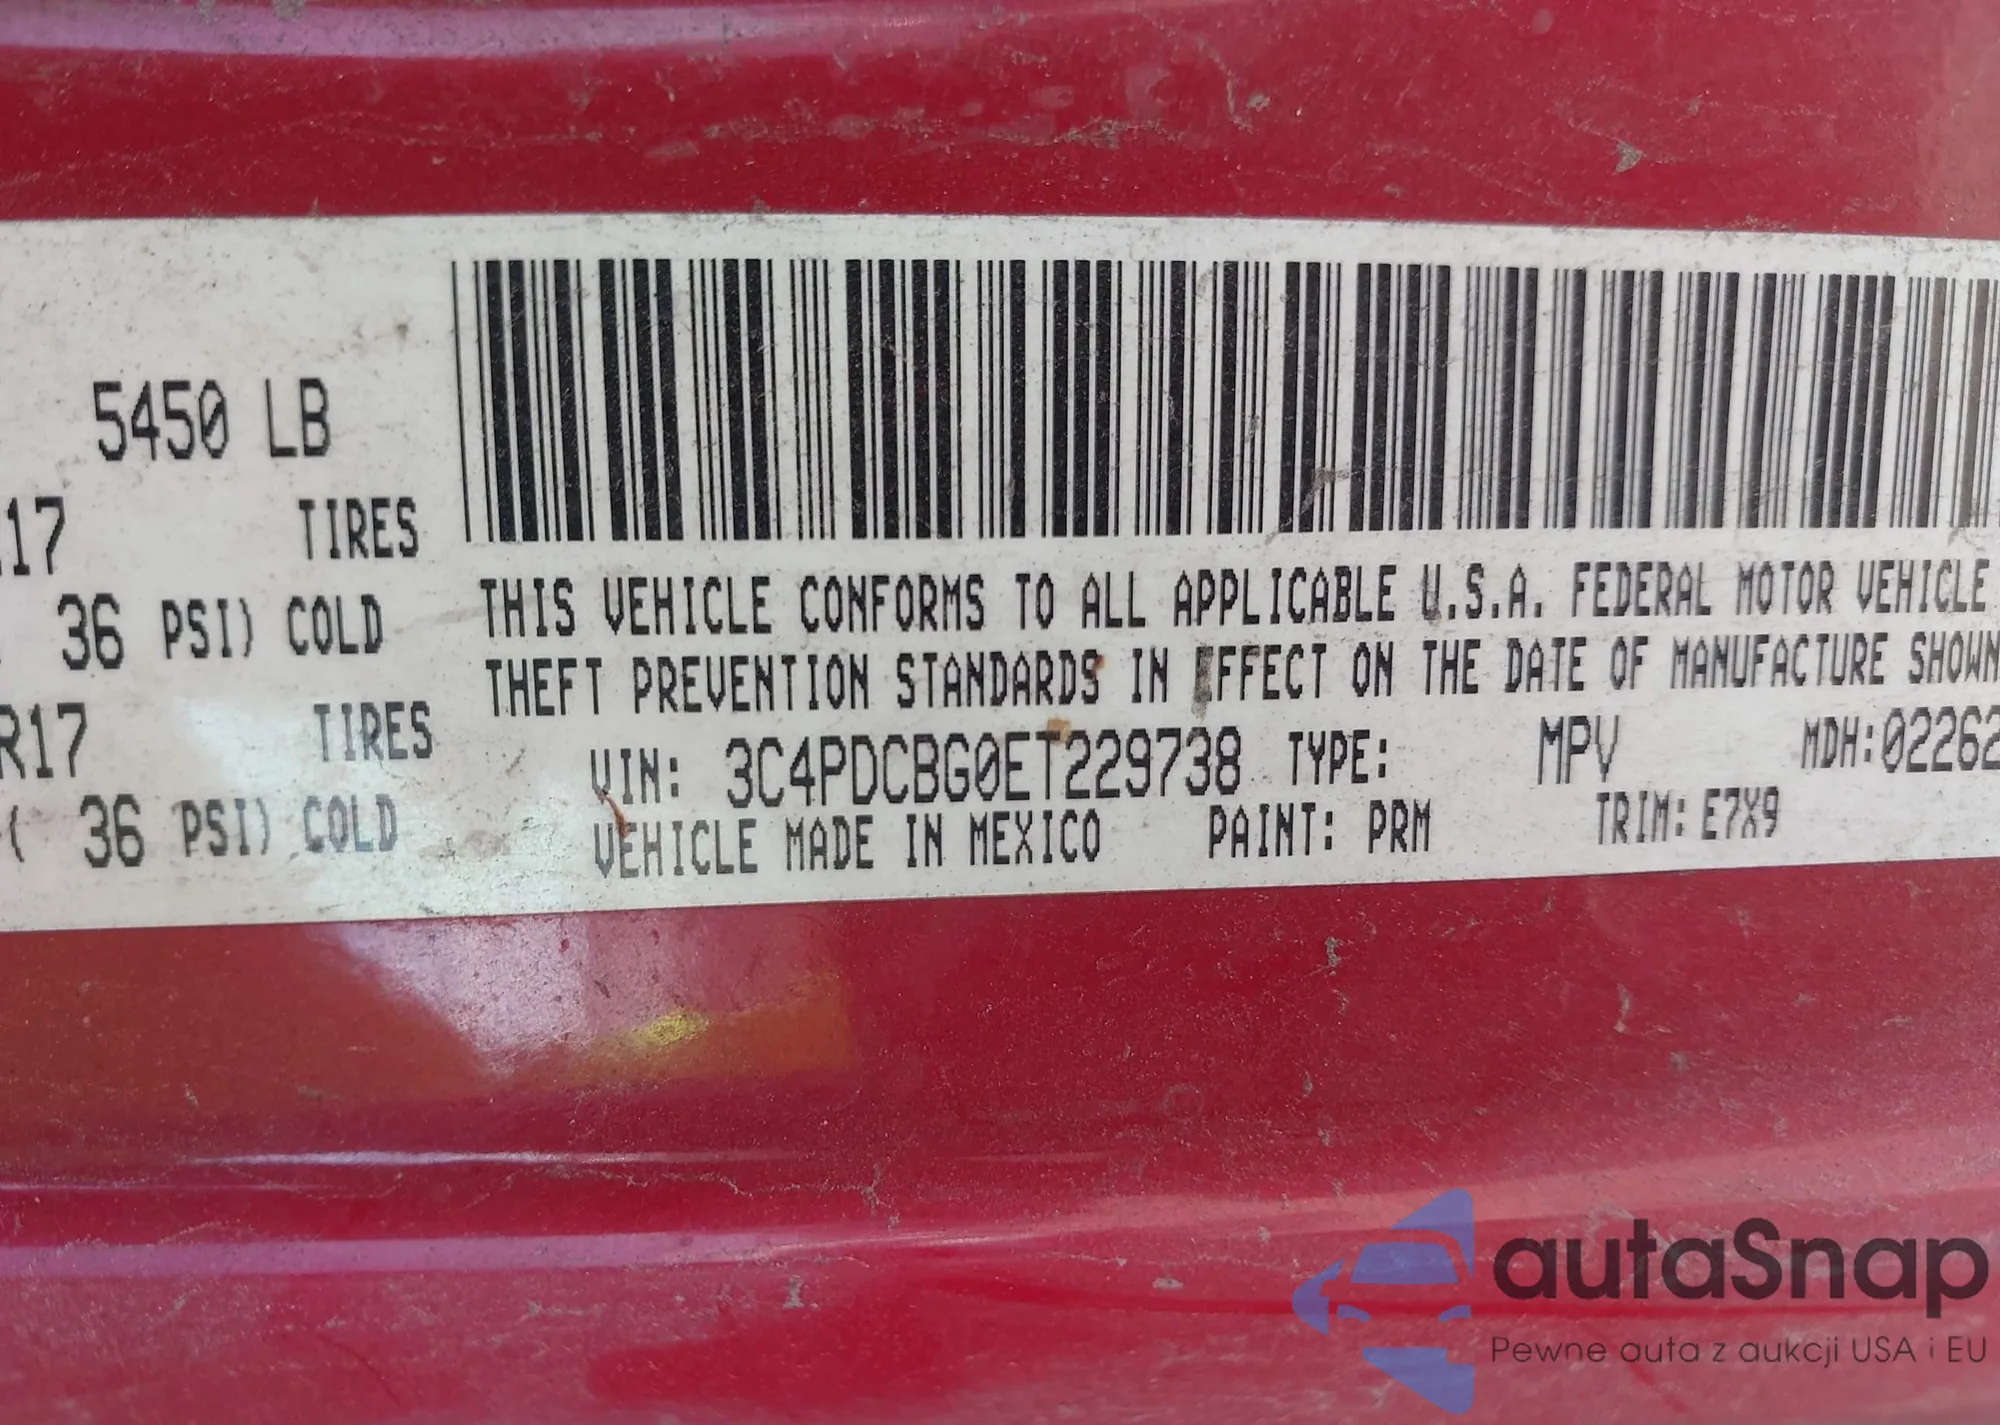 5450 LB
17 TIRES
36 PSI) COLD
R17 TIRES
( 36 PSI) COLD
THIS VEHICLE CONFORMS TO ALL APPLICABLE U.S.A. FEDERAL MOTOR VEHICLE
THEFT PREVENTION STANDARDS IN EFFECT ON THE DATE OF MANUFACTURE SHOWN
VIN: 3C4PDCBG0ET229738 TYPE: MPV MDH:02262
VEHICLE MADE IN MEXICO PAINT: PRM TRIM: E7X9
autaSnap
Pewne auta z aukcji USA i EU